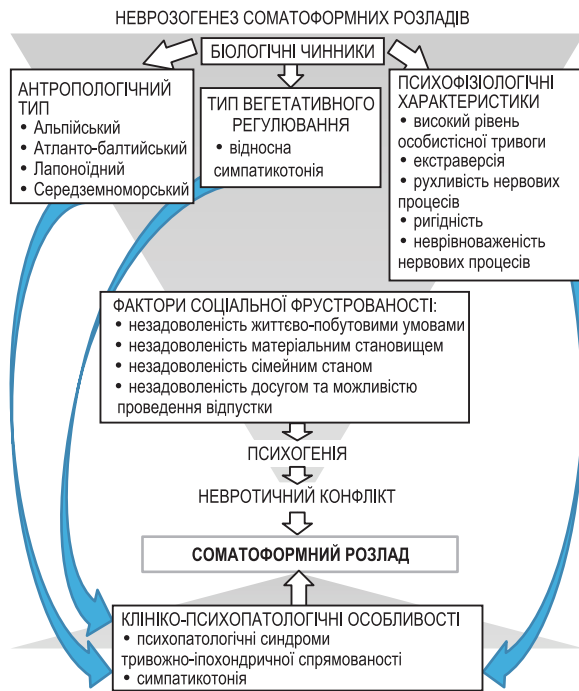 НЕВРОЗОГЕНЕЗ СОМАТОФОРМНИХ РОЗЛАДІВ
БІОЛОГІЧНІ ЧИННИКИ
АНТРОПОЛОГІЧНИЙ
ТИП
• Альпійський
• Атланто-балтійський
• Лапоноїдний
• Середземноморський
ТИП ВЕГЕТАТИВНОГО
РЕГУЛЮВАННЯ
• відносна
симпатикотонія
ПСИХОФІЗІОЛОГІЧНІ
ХАРАКТЕРИСТИКИ
• високий рівень
особистісної тривоги
• екстраверсія
• рухливість нервових
процесів
• ригідність
• неврівноваженість
нервових процесів
ФАКТОРИ СОЦІАЛЬНОЇ ФРУСТРОВАНОСТІ:
• незадоволеність життєво-побутовими умовами
• незадоволеність матеріальним становищем
• незадоволеність сімейним станом
• незадоволеність досугом та можливістю
проведення відпустки
ПСИХОГЕНІЯ
НЕВРОТИЧНИЙ КОНФЛІКТ
СОМАТОФОРМНИЙ РОЗЛАД
КЛІНІКО-ПСИХОПАТОЛОГІЧНІ ОСОБЛИВОСТІ
• психопатологічні синдроми
тривожно-іпохондричної спрямованості
• симпатикотонія